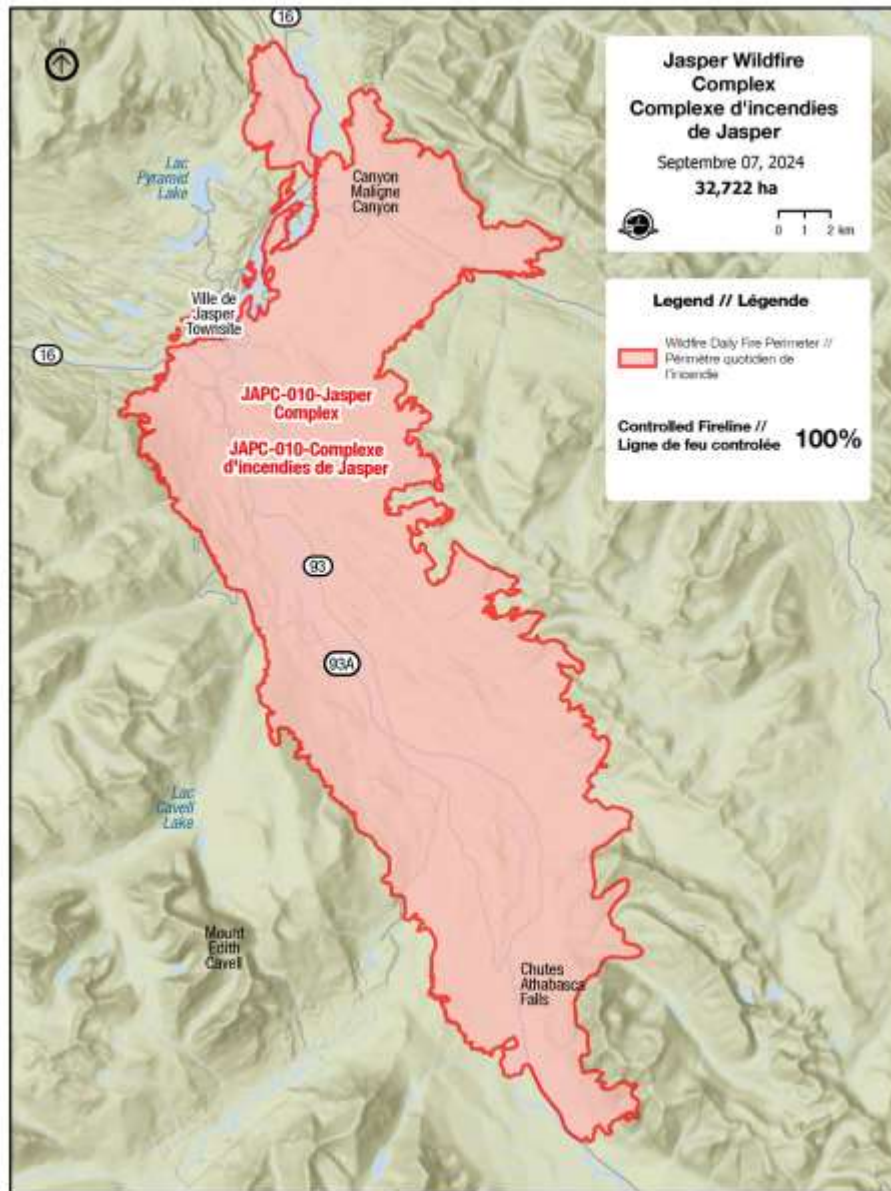 16
N
Jasper Wildfire
Complex
Complexe d'incendies
de Jasper
Septembre 07, 2024
32,722 ha
0 1 2 km
Lac
Pyramid
Lake
Canyon
Maligne
Canyon
Ville de
Jasper
Townsite
16
Legend // Légende
Wildfire Daily Fire Perimeter //
Périmètre quotidien de
l'incendie
Controlled Fireline //
Ligne de feu controlée 100%
JAPC-010-Jasper
Complex
JAPC-010-Complexe
d'incendies de Jasper
93
93A
Lac
Cavell
Lake
Mount
Edith
Cavell
Chutes
Athabasca
Falls